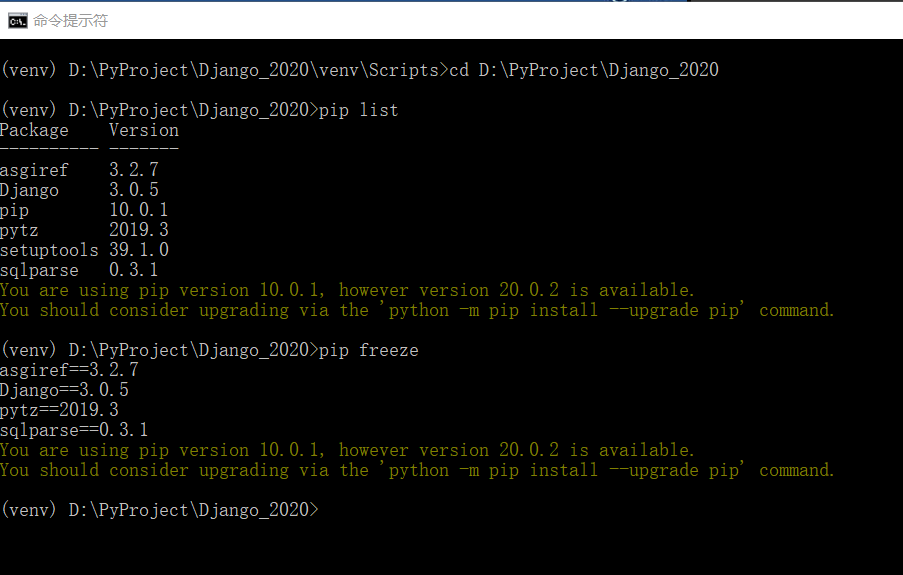 命令提示符
(venv) D:\PyProject\Django_2020\venv\Scripts>cd D:\PyProject\Django_2020
(venv) D:\PyProject\Django_2020>pip list
Package    Version
---------- -------
asgiref    3.2.7
Django     3.0.5
pip        10.0.1
pytz       2019.3
setuptools 39.1.0
sqlparse   0.3.1
You are using pip version 10.0.1, however version 20.0.2 is available.
You should consider upgrading via the 'python -m pip install --upgrade pip' command.
(venv) D:\PyProject\Django_2020>pip freeze
asgiref==3.2.7
Django==3.0.5
pytz==2019.3
sqlparse==0.3.1
You are using pip version 10.0.1, however version 20.0.2 is available.
You should consider upgrading via the 'python -m pip install --upgrade pip' command.
(venv) D:\PyProject\Django_2020>